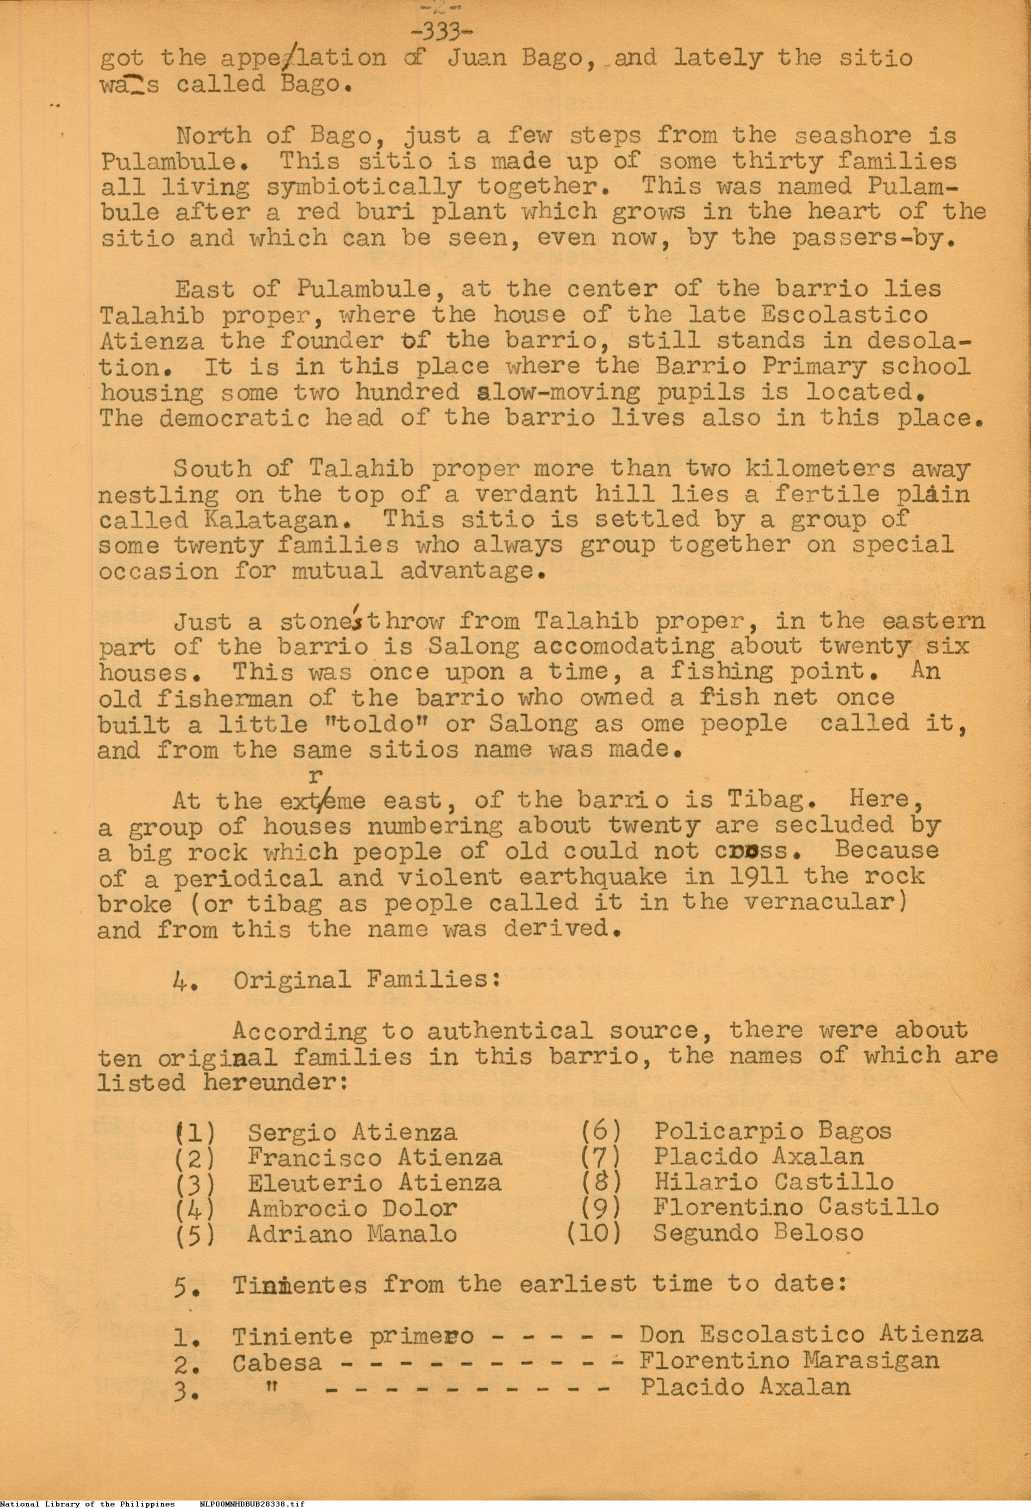 -2-
-333-
got the appellation of Juan Bago, and lately the sitio
was called Bago.
North of Bago, just a few steps from the seashore is
Pulambule. This sitio is made up of some thirty families
all living symbiotically together. This was named Pulam-
bule after a red buri plant which grows in the heart of the
sitio and which can be seen, even now, by the passers-by.
East of Pulambule, at the center of the barrio lies
Talahib proper, where the house of the late Escolastico
Atienza the founder of the barrio, still stands in desola-
tion. It is in this place where the Barrio Primary school
housing some two hundred slow-moving pupils is located.
The democratic head of the barrio lives also in this place.
South of Talahib proper more than two kilometers away
nestling on the top of a verdant hill lies a fertile plain
called Kalatagan. This sitio is settled by a group of
some twenty families who always group together on special
occasion for mutual advantage.
Just a stone's throw from Talahib proper, in the eastern
part of the barrio is Salong accomodating about twenty six
houses. This was once upon a time, a fishing point. An
old fisherman of the barrio who owned a fish net once
built a little "toldo" or Salong as ome people called it,
and from the same sitios name was made.
At the extreme east, of the barrio is Tibag. Here,
a group of houses numbering about twenty are secluded by
a big rock which people of old could not cross. Because
of a periodical and violent earthquake in 1911 the rock
broke (or tibag as people called it in the vernacular)
and from this the name was derived.
4. Original Families:
According to authentical source, there were about
ten original families in this barrio, the names of which are
listed hereunder:
(1) Sergio Atienza (6) Policarpio Bagos
(2) Francisco Atienza (7) Placido Axalan
(3) Eleuterio Atienza (8) Hilario Castillo
(4) Ambrocio Dolor (9) Florentino Castillo
(5) Adriano Manalo (10) Segundo Beloso
5. Tinientes from the earliest time to date:
1. Tiniente primero - - - - - Don Escolastico Atienza
2. Cabesa - - - - - - - - - - Florentino Marasigan
3. " - - - - - - - - - - Placido Axalan
National Library of the Philippines NLP00MNHDBUB20338.tif